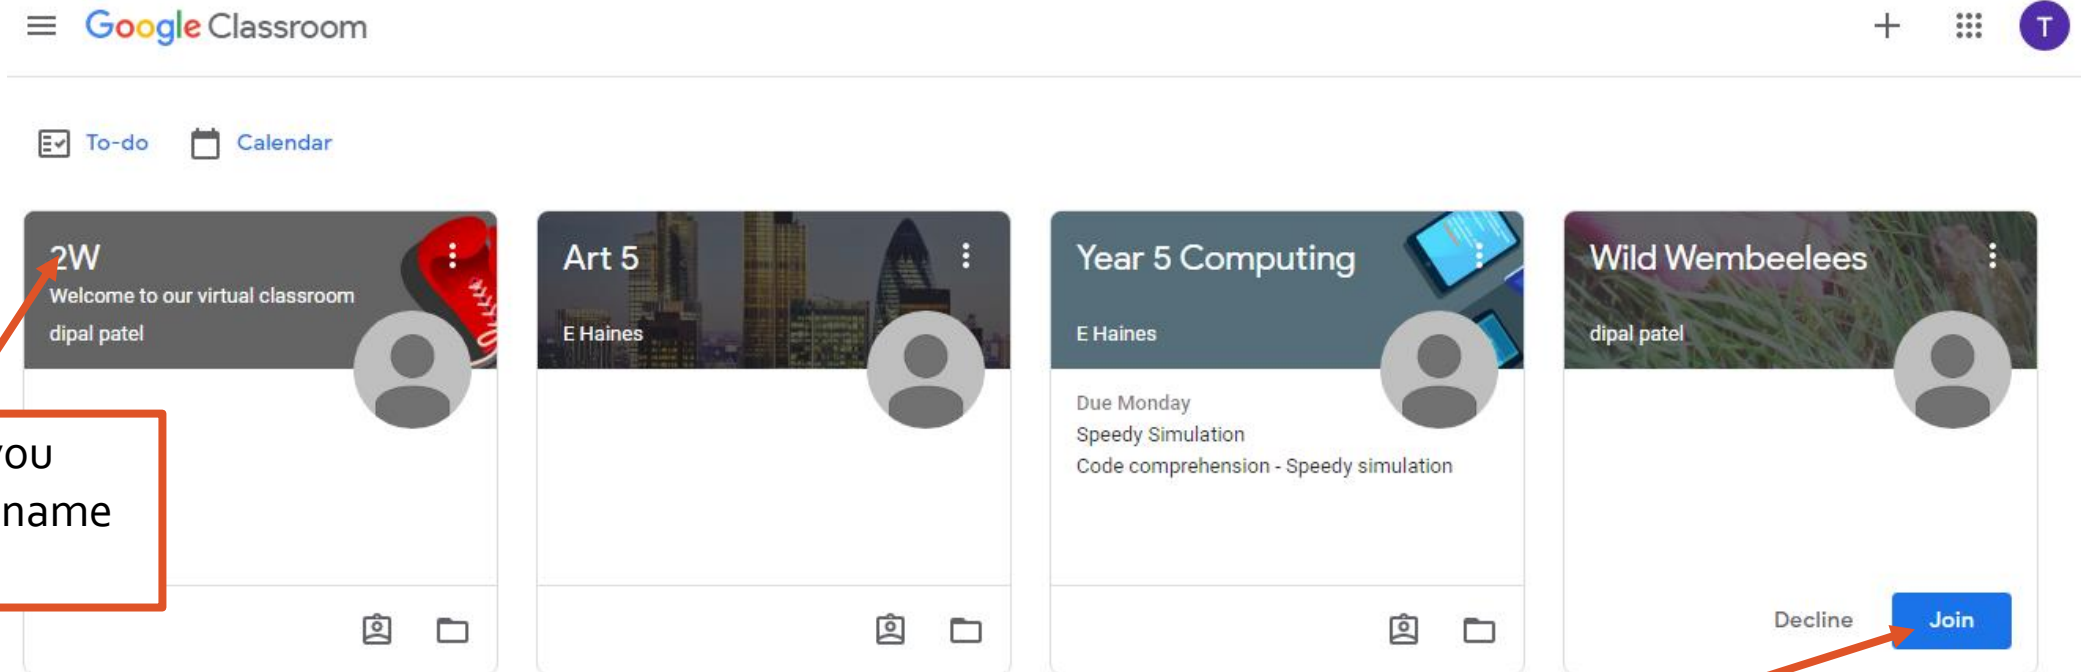 Google Classroom
T
To-do
Calendar
2W
Welcome to our virtual classroom
dipal patel
Art 5
E Haines
Year 5 Computing
E Haines
Due Monday
Speedy Simulation
Code comprehension - Speedy simulation
Wild Wembeelees
dipal patel
you
name
Decline
Join